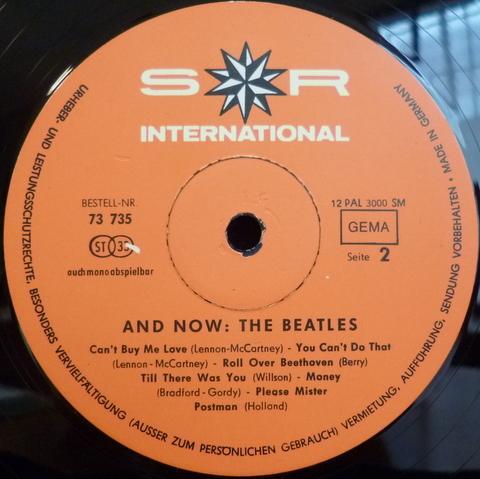 S R
INTERNATIONAL
BESTELL-NR.
73 735
ST 33
auch mono abspielbar
12 PAL 3000 SM
GEMA
Seite 2
AND NOW: THE BEATLES
Can't Buy Me Love (Lennon-McCartney) - You Can't Do That
(Lennon - McCartney) - Roll Over Beethoven (Berry)
Till There Was You (Willson) - Money
(Bradford - Gordy) - Please Mister
Postman (Holland)
URHEBER- UND LEISTUNGSSCHUTZRECHTE, BESONDERS VERVIELFÄLTIGUNG (AUSSER ZUM PERSÖNLICHEN GEBRAUCH) VERMIETUNG, AUFFÜHRUNG, SENDUNG VORBEHALTEN • MADE IN GERMANY